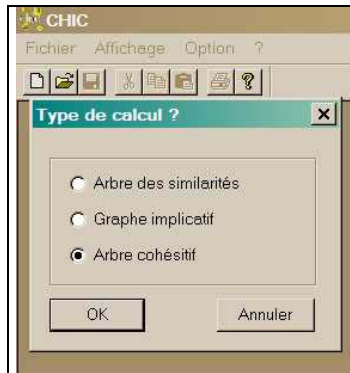 CHIC
Fichier Affichage Option ?
Type de calcul ?
Arbre des similarités
Graphe implicatif
Arbre cohésitif
OK Annuler